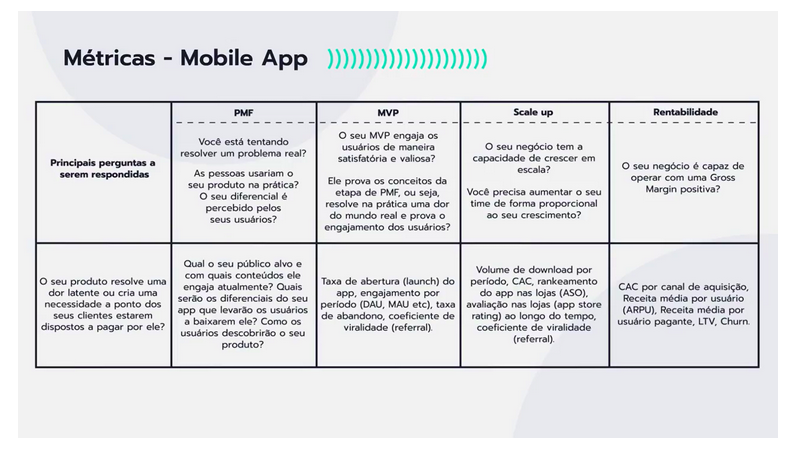 Métricas - Mobile App
PMF
MVP
Scale up
Rentabilidade
Principais perguntas a
serem respondidas
Você está tentando
resolver um problema real?
As pessoas usariam o
seu produto na prática?
O seu diferencial é
percebido pelos
seus usuários?
O seu MVP engaja os
usuários de maneira
satisfatória e valiosa?
Ele prova os conceitos da
etapa de PMF, ou seja,
resolve na prática uma dor
do mundo real e prova o
engajamento dos usuários?
O seu negócio tem a
capacidade de crescer em
escala?
Você precisa aumentar o seu
time de forma proporcional
ao seu crescimento?
O seu negócio é capaz de
operar com uma Gross
Margin positiva?
O seu produto resolve uma
dor latente ou cria uma
necessidade a ponto dos
seus clientes estarem
dispostos a pagar por ele?
Qual o seu público alvo e
com quais conteúdos ele
engaja atualmente? Quais
serão os diferenciais do seu
app que levarão os usuários
a baixarem ele? Como os
usuários descobrirão o seu
produto?
Taxa de abertura (launch) do
app, engajamento por
período (DAU, MAU etc), taxa
de abandono, coeficiente de
viralidade (referral).
Volume de download por
período, CAC, rankeamento
do app nas lojas (ASO),
avaliação nas lojas (app store
rating) ao longo do tempo,
coeficiente de viralidade
(referral).
CAC por canal de aquisição,
Receita média por usuário
(ARPU), Receita média por
usuário pagante, LTV, Churn.